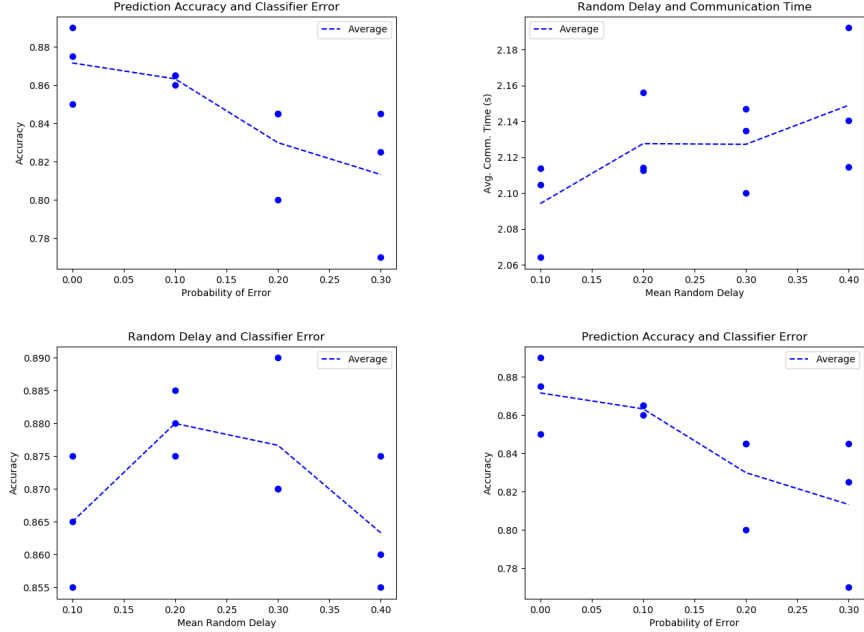 Prediction Accuracy and Classifier Error
Average
0.88
0.86
0.84
0.82
0.80
0.78
Accuracy
0.00 0.05 0.10 0.15 0.20 0.25 0.30
Probability of Error
Random Delay and Communication Time
Average
2.18
2.16
2.14
2.12
2.10
2.08
2.06
Avg. Comm. Time (s)
0.10 0.15 0.20 0.25 0.30 0.35 0.40
Mean Random Delay
Random Delay and Classifier Error
Average
0.890
0.885
0.880
0.875
0.870
0.865
0.860
0.855
Accuracy
0.10 0.15 0.20 0.25 0.30 0.35 0.40
Mean Random Delay
Prediction Accuracy and Classifier Error
Average
0.88
0.86
0.84
0.82
0.80
0.78
Accuracy
0.00 0.05 0.10 0.15 0.20 0.25 0.30
Probability of Error